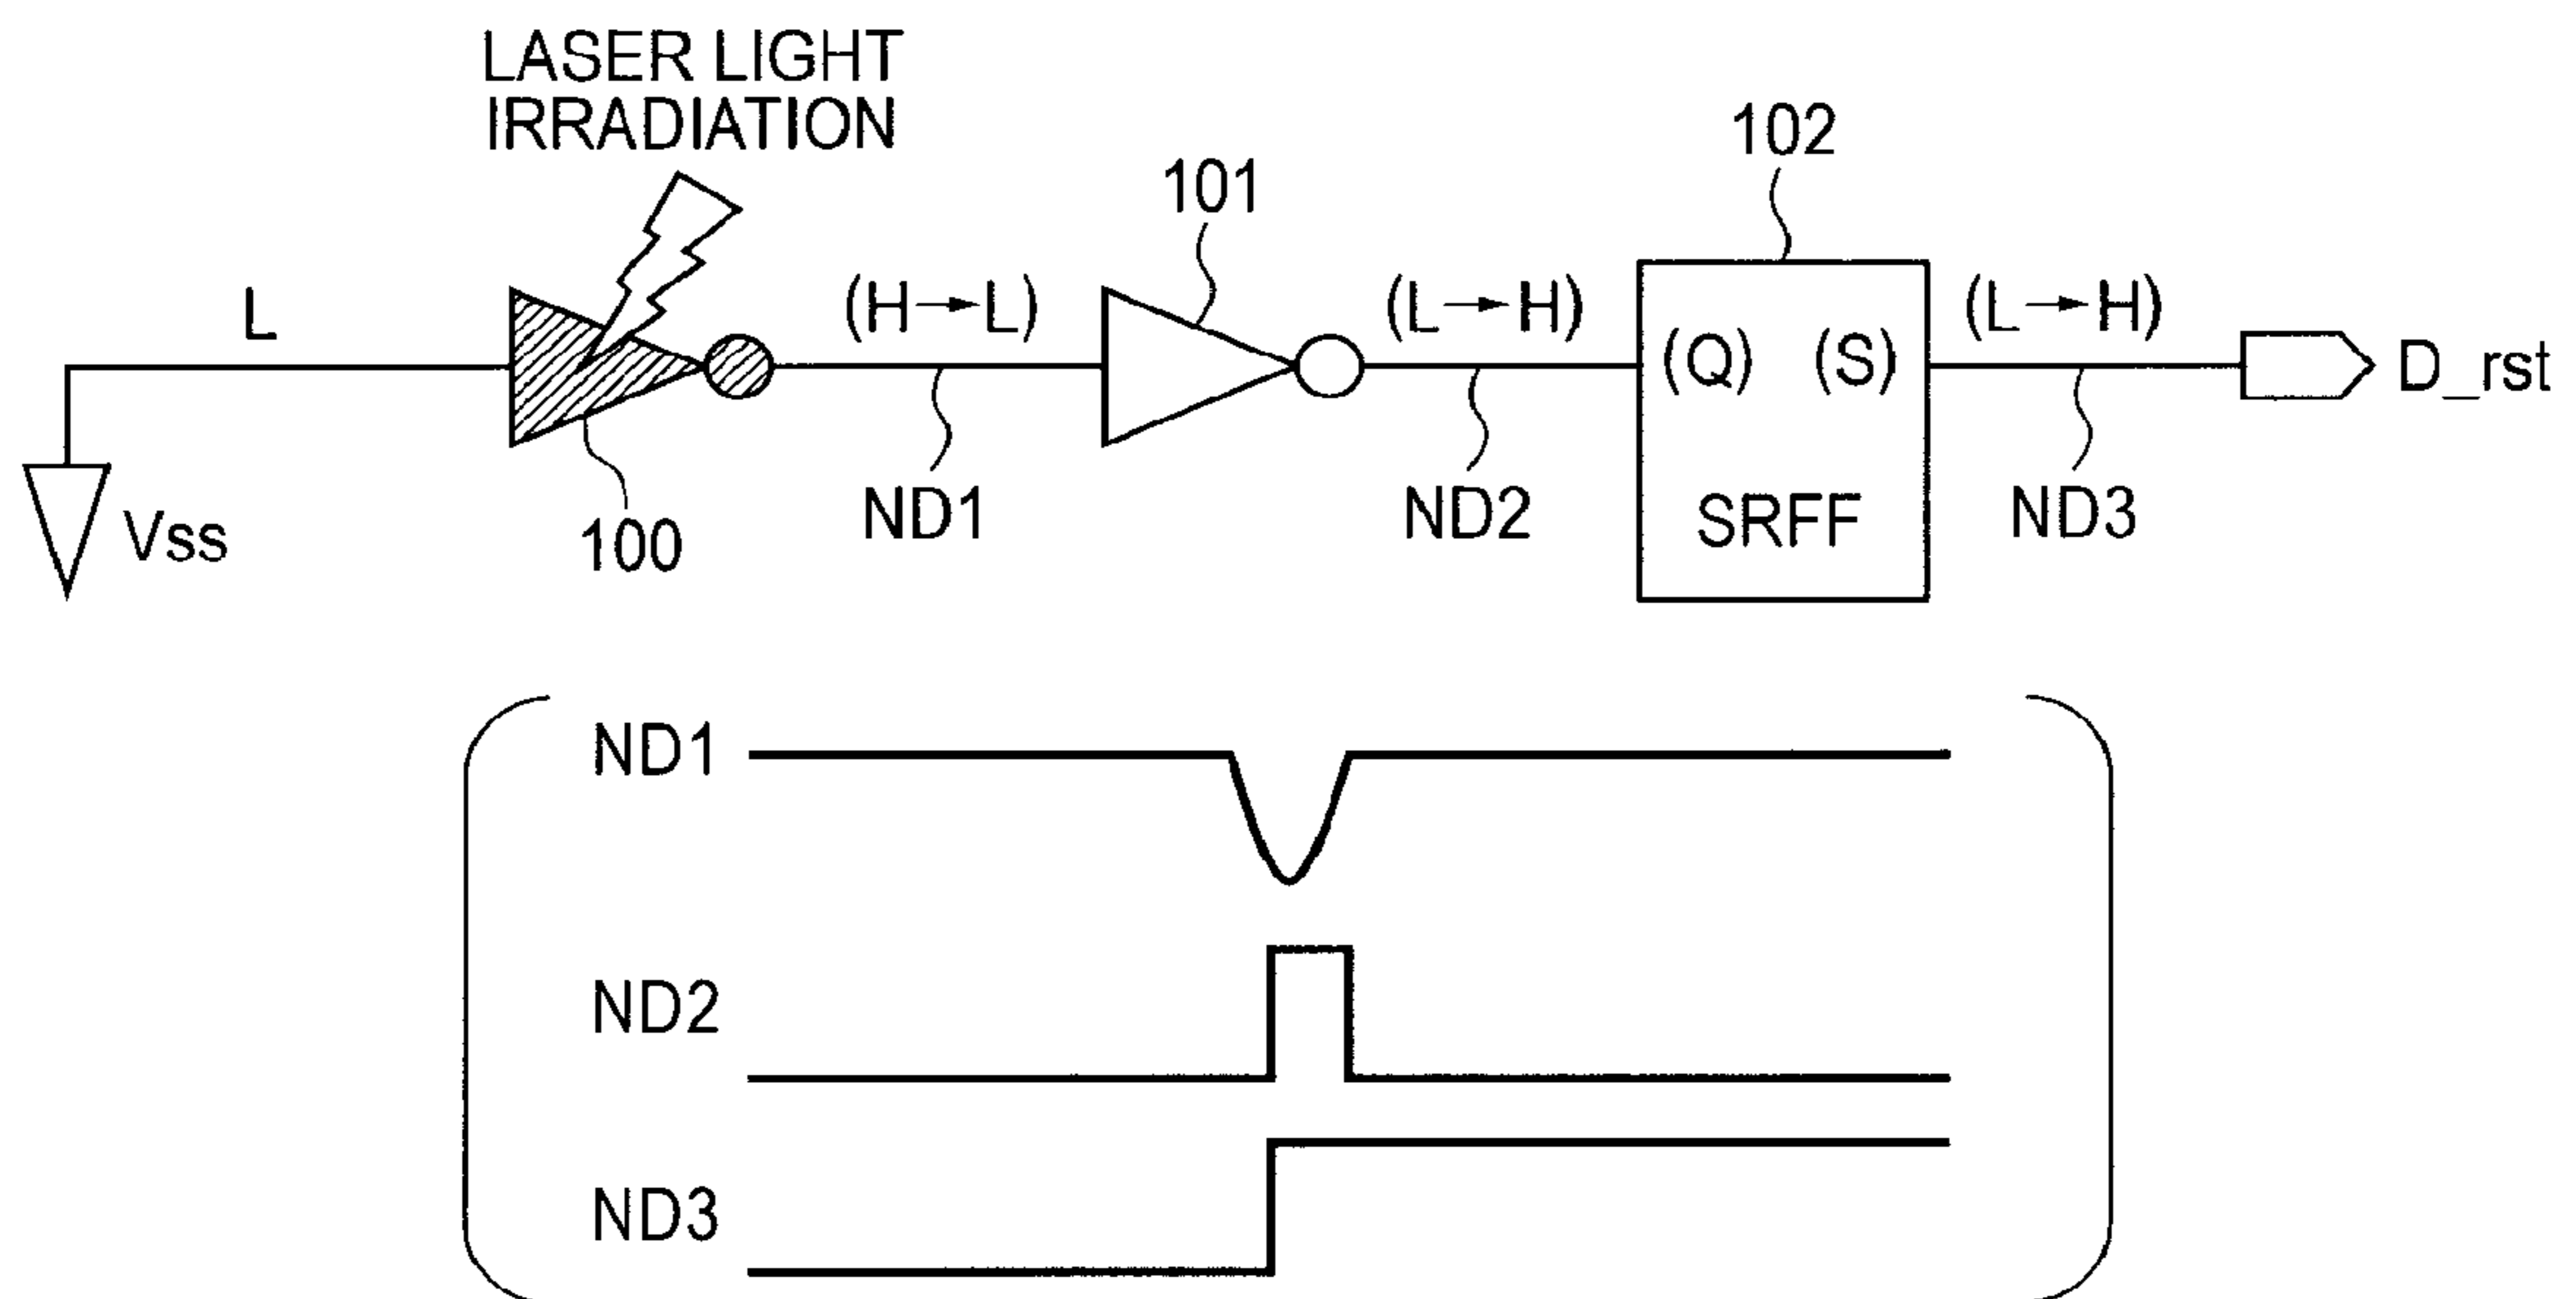 LASER LIGHT
IRRADIATION
102
101
L
(H→L)
(L→H)
(L→H)
(Q)
(S)
D_rst
Vss
100
ND1
ND2
SRFF
ND3
ND1
ND2
ND3